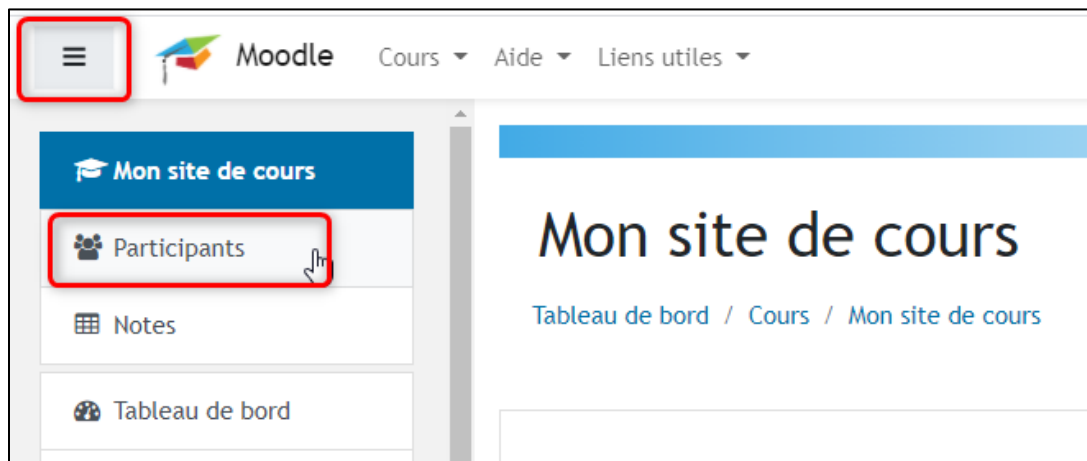 Moodle Cours Aide Liens utiles
Mon site de cours
Participants
Notes
Tableau de bord
Mon site de cours
Tableau de bord / Cours / Mon site de cours